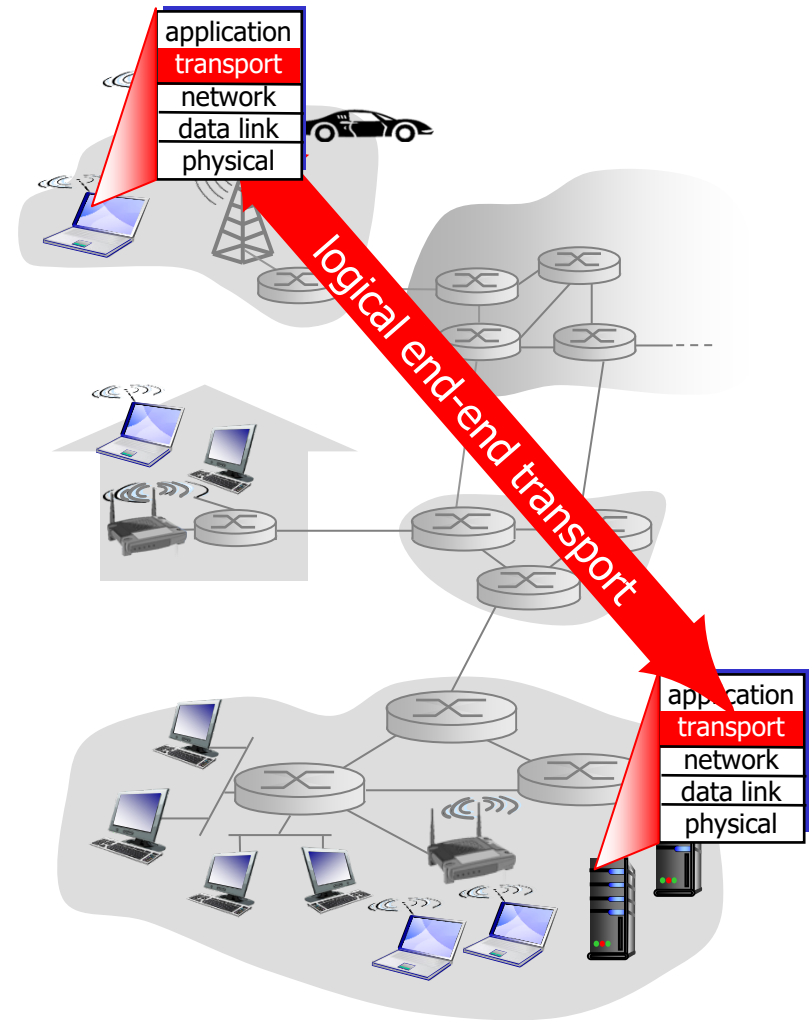 application
transport
network
data link
physical
logical end-end transport
application
transport
network
data link
physical